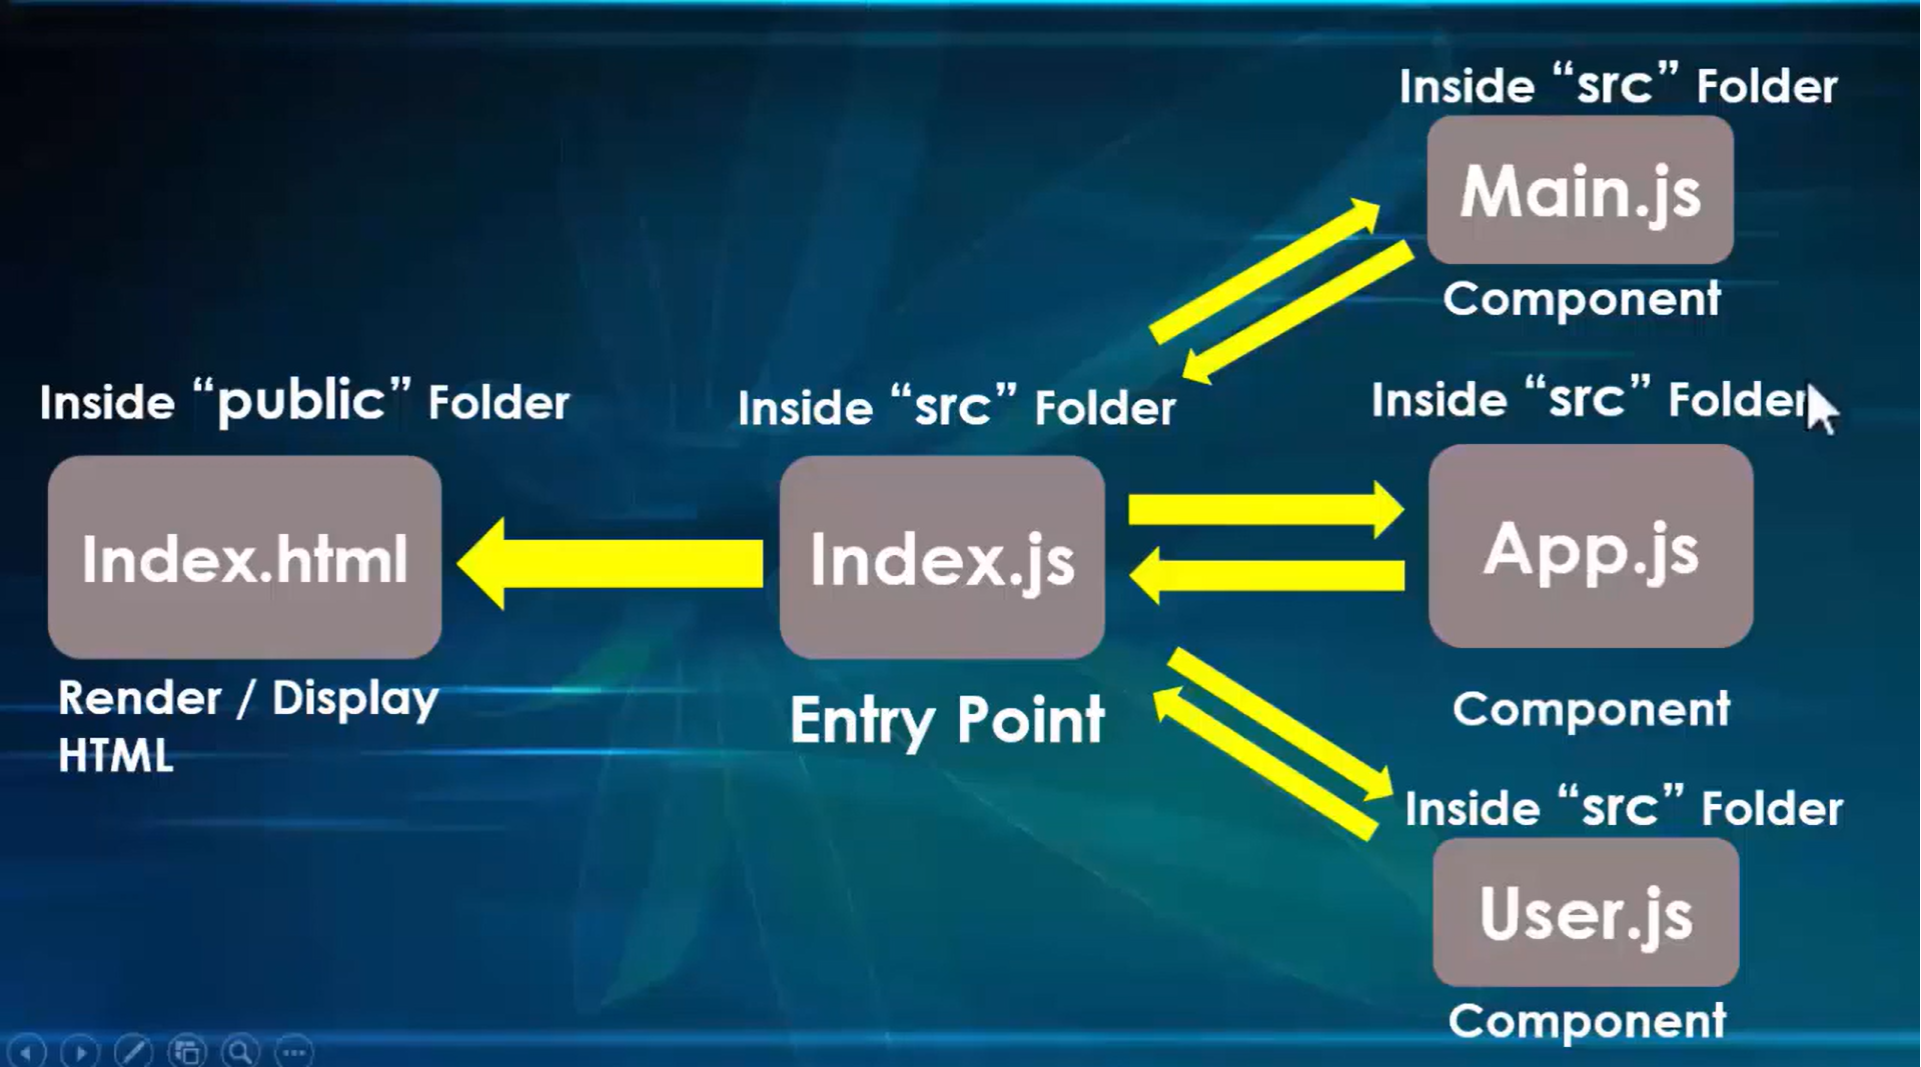 Inside “public” Folder
Index.html
Render / Display
HTML
Inside “src” Folder
Index.js
Entry Point
Inside “src” Folder
Main.js
Component
Inside “src” Folder
App.js
Component
Inside “src” Folder
User.js
Component